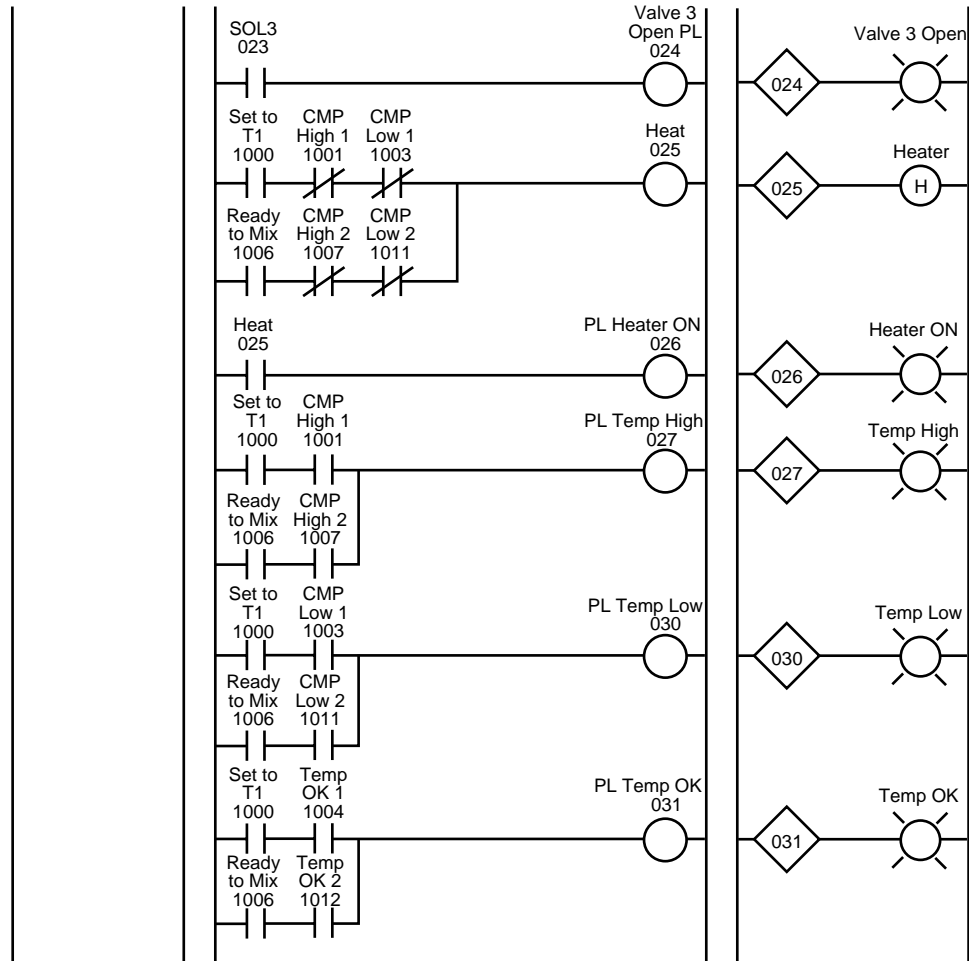 SOL3
023
Valve 3
Open PL
024
024
Valve 3 Open
Set to
T1
1000
CMP
High 1
1001
CMP
Low 1
1003
Heat
025
025
Heater
H
Ready
to Mix
1006
CMP
High 2
1007
CMP
Low 2
1011
Heat
025
PL Heater ON
026
026
Heater ON
Set to
T1
1000
CMP
High 1
1001
PL Temp High
027
027
Temp High
Ready
to Mix
1006
CMP
High 2
1007
Set to
T1
1000
CMP
Low 1
1003
PL Temp Low
030
030
Temp Low
Ready
to Mix
1006
CMP
Low 2
1011
Set to
T1
1000
Temp
OK 1
1004
PL Temp OK
031
031
Temp OK
Ready
to Mix
1006
Temp
OK 2
1012